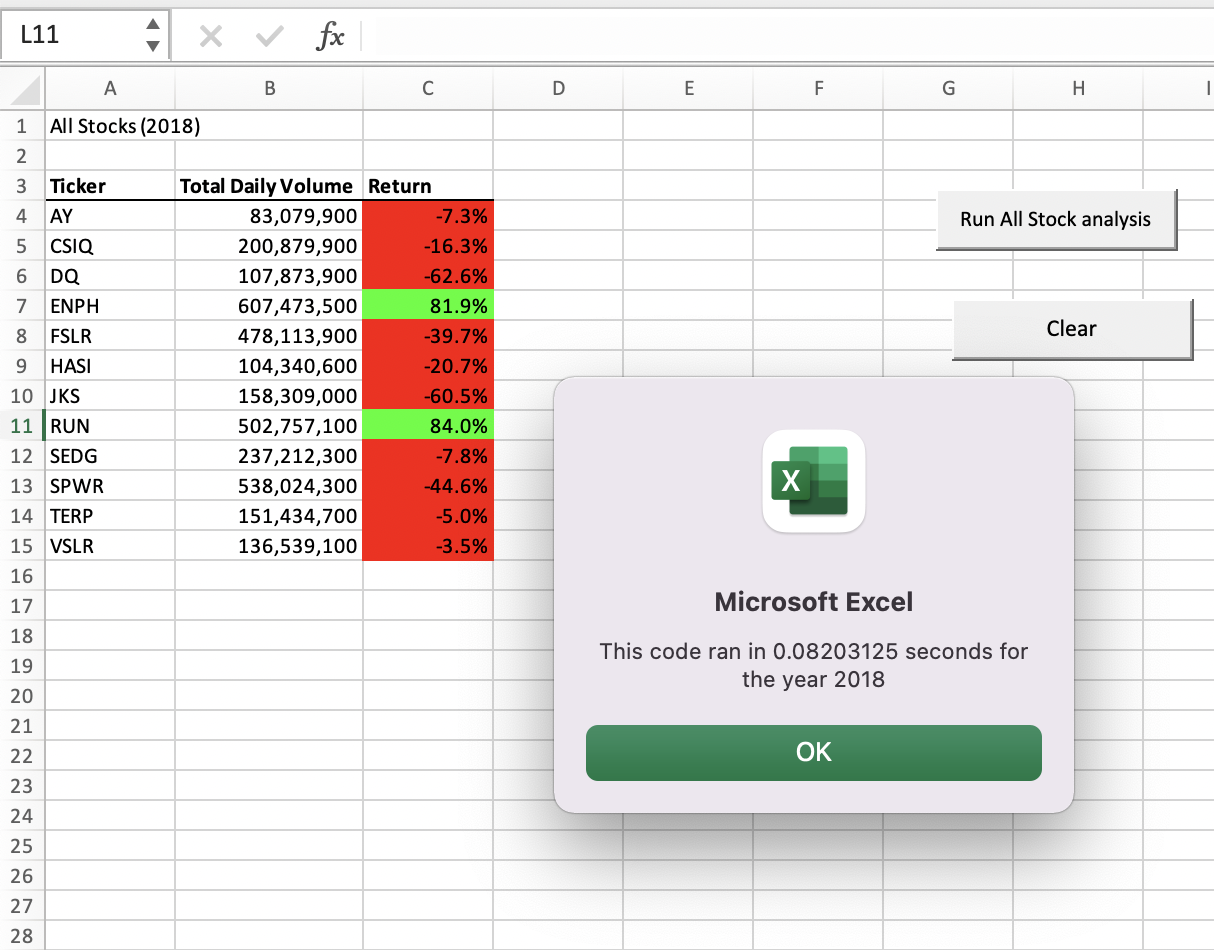 L11 fx
A B C D E F G H I
1 All Stocks (2018)
2
3 Ticker Total Daily Volume Return
4 AY 83,079,900 -7.3%
Run All Stock analysis
5 CSIQ 200,879,900 -16.3%
6 DQ 107,873,900 -62.6%
7 ENPH 607,473,500 81.9%
8 FSLR 478,113,900 -39.7%
Clear
9 HASI 104,340,600 -20.7%
10 JKS 158,309,000 -60.5%
11 RUN 502,757,100 84.0%
12 SEDG 237,212,300 -7.8%
13 SPWR 538,024,300 -44.6%
14 TERP 151,434,700 -5.0%
15 VSLR 136,539,100 -3.5%
16
17
18
19
20
21
22
23
24
25
26
27
28
X
Microsoft Excel
This code ran in 0.08203125 seconds for
the year 2018
OK